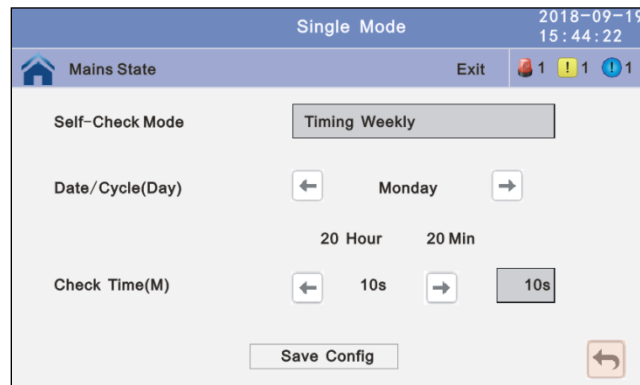 Single Mode
2018-09-19
15:44:22
Mains State Exit 1 ! 1 ! 1
Self-Check Mode Timing Weekly
Date/Cycle(Day) ← Monday →
20 Hour 20 Min
Check Time(M) ← 10s → 10s
Save Config